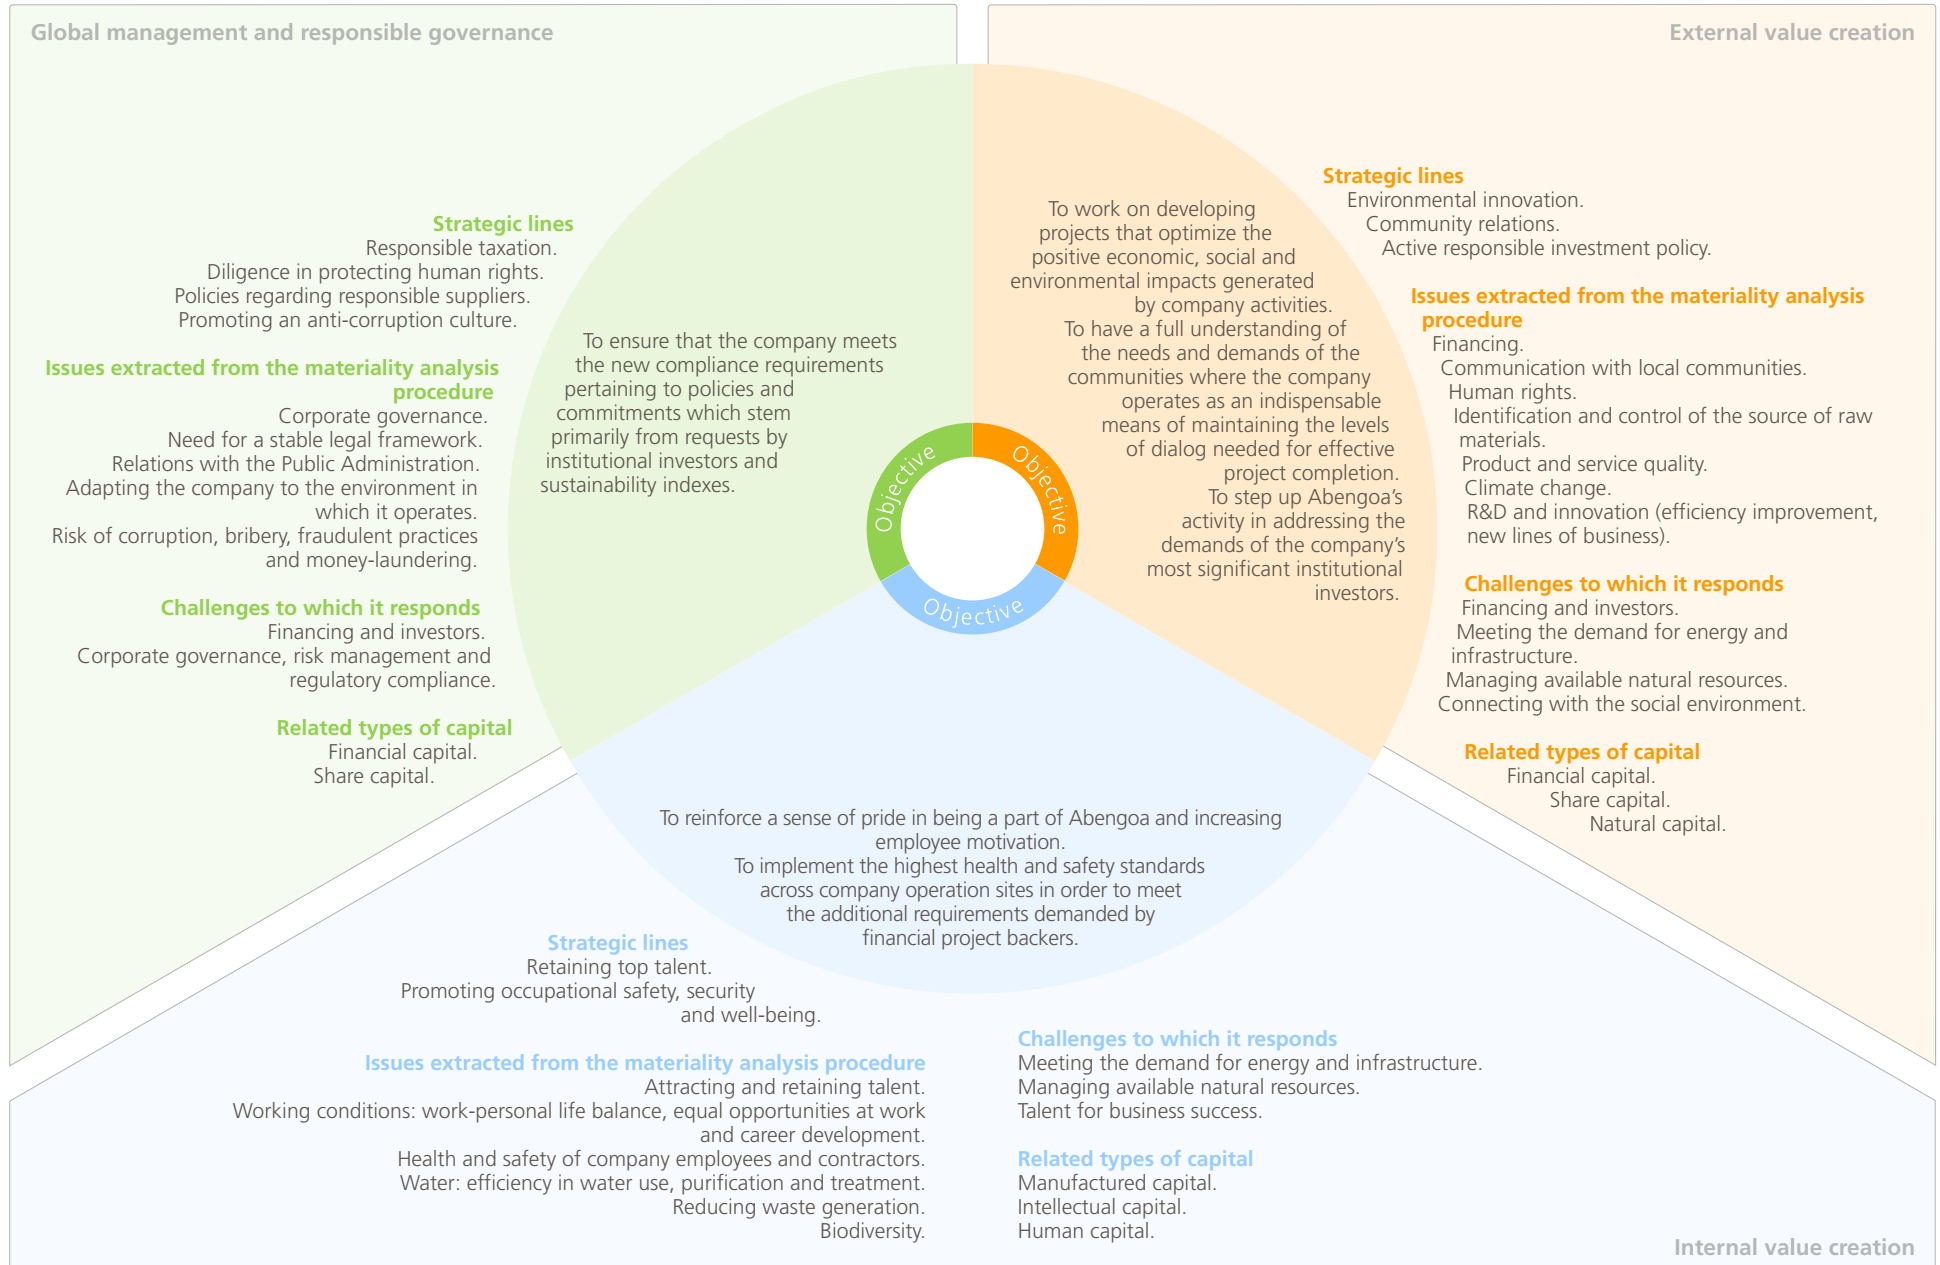 Global management and responsible governance
Strategic lines
Responsible taxation.
Diligence in protecting human rights.
Policies regarding responsible suppliers.
Promoting an anti-corruption culture.
Issues extracted from the materiality analysis
procedure
Corporate governance.
Need for a stable legal framework.
Relations with the Public Administration.
Adapting the company to the environment in
which it operates.
Risk of corruption, bribery, fraudulent practices
and money-laundering.
Challenges to which it responds
Financing and investors.
Corporate governance, risk management and
regulatory compliance.
Related types of capital
Financial capital.
Share capital.
To ensure that the company meets
the new compliance requirements
pertaining to policies and
commitments which stem
primarily from requests by
institutional investors and
sustainability indexes.
Objective
External value creation
Objective
To work on developing
projects that optimize the
positive economic, social and
environmental impacts generated
by company activities.
To have a full understanding of
the needs and demands of the
communities where the company
operates as an indispensable
means of maintaining the levels
of dialog needed for effective
project completion.
To step up Abengoa’s
activity in addressing the
demands of the company’s
most significant institutional
investors.
Strategic lines
Environmental innovation.
Community relations.
Active responsible investment policy.
Issues extracted from the materiality analysis
procedure
Financing.
Communication with local communities.
Human rights.
Identification and control of the source of raw
materials.
Product and service quality.
Climate change.
R&D and innovation (efficiency improvement,
new lines of business).
Challenges to which it responds
Financing and investors.
Meeting the demand for energy and
infrastructure.
Managing available natural resources.
Connecting with the social environment.
Related types of capital
Financial capital.
Share capital.
Natural capital.
Objective
To reinforce a sense of pride in being a part of Abengoa and increasing
employee motivation.
To implement the highest health and safety standards
across company operation sites in order to meet
the additional requirements demanded by
financial project backers.
Strategic lines
Retaining top talent.
Promoting occupational safety, security
and well-being.
Issues extracted from the materiality analysis procedure
Attracting and retaining talent.
Working conditions: work-personal life balance, equal opportunities at work
and career development.
Health and safety of company employees and contractors.
Water: efficiency in water use, purification and treatment.
Reducing waste generation.
Biodiversity.
Challenges to which it responds
Meeting the demand for energy and infrastructure.
Managing available natural resources.
Talent for business success.
Related types of capital
Manufactured capital.
Intellectual capital.
Human capital.
Internal value creation